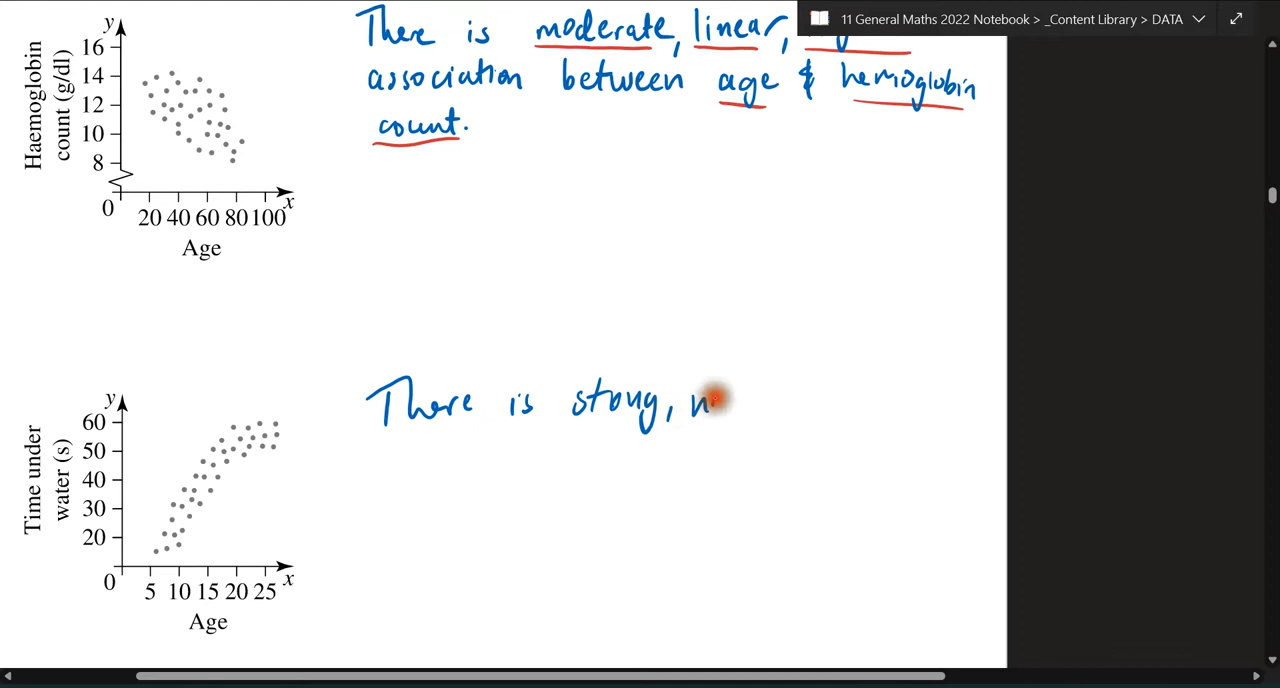 11 General Maths 2022 Notebook > _Content Library > DATA
There is moderate, linear,
association between age & hemoglobin
count.
y
16
14
12
10
8
0
20 40 60 80 100 x
Age
Haemoglobin
count (g/dl)
There is strong, n
y
60
50
40
30
20
0
5 10 15 20 25 x
Age
Time under
water (s)